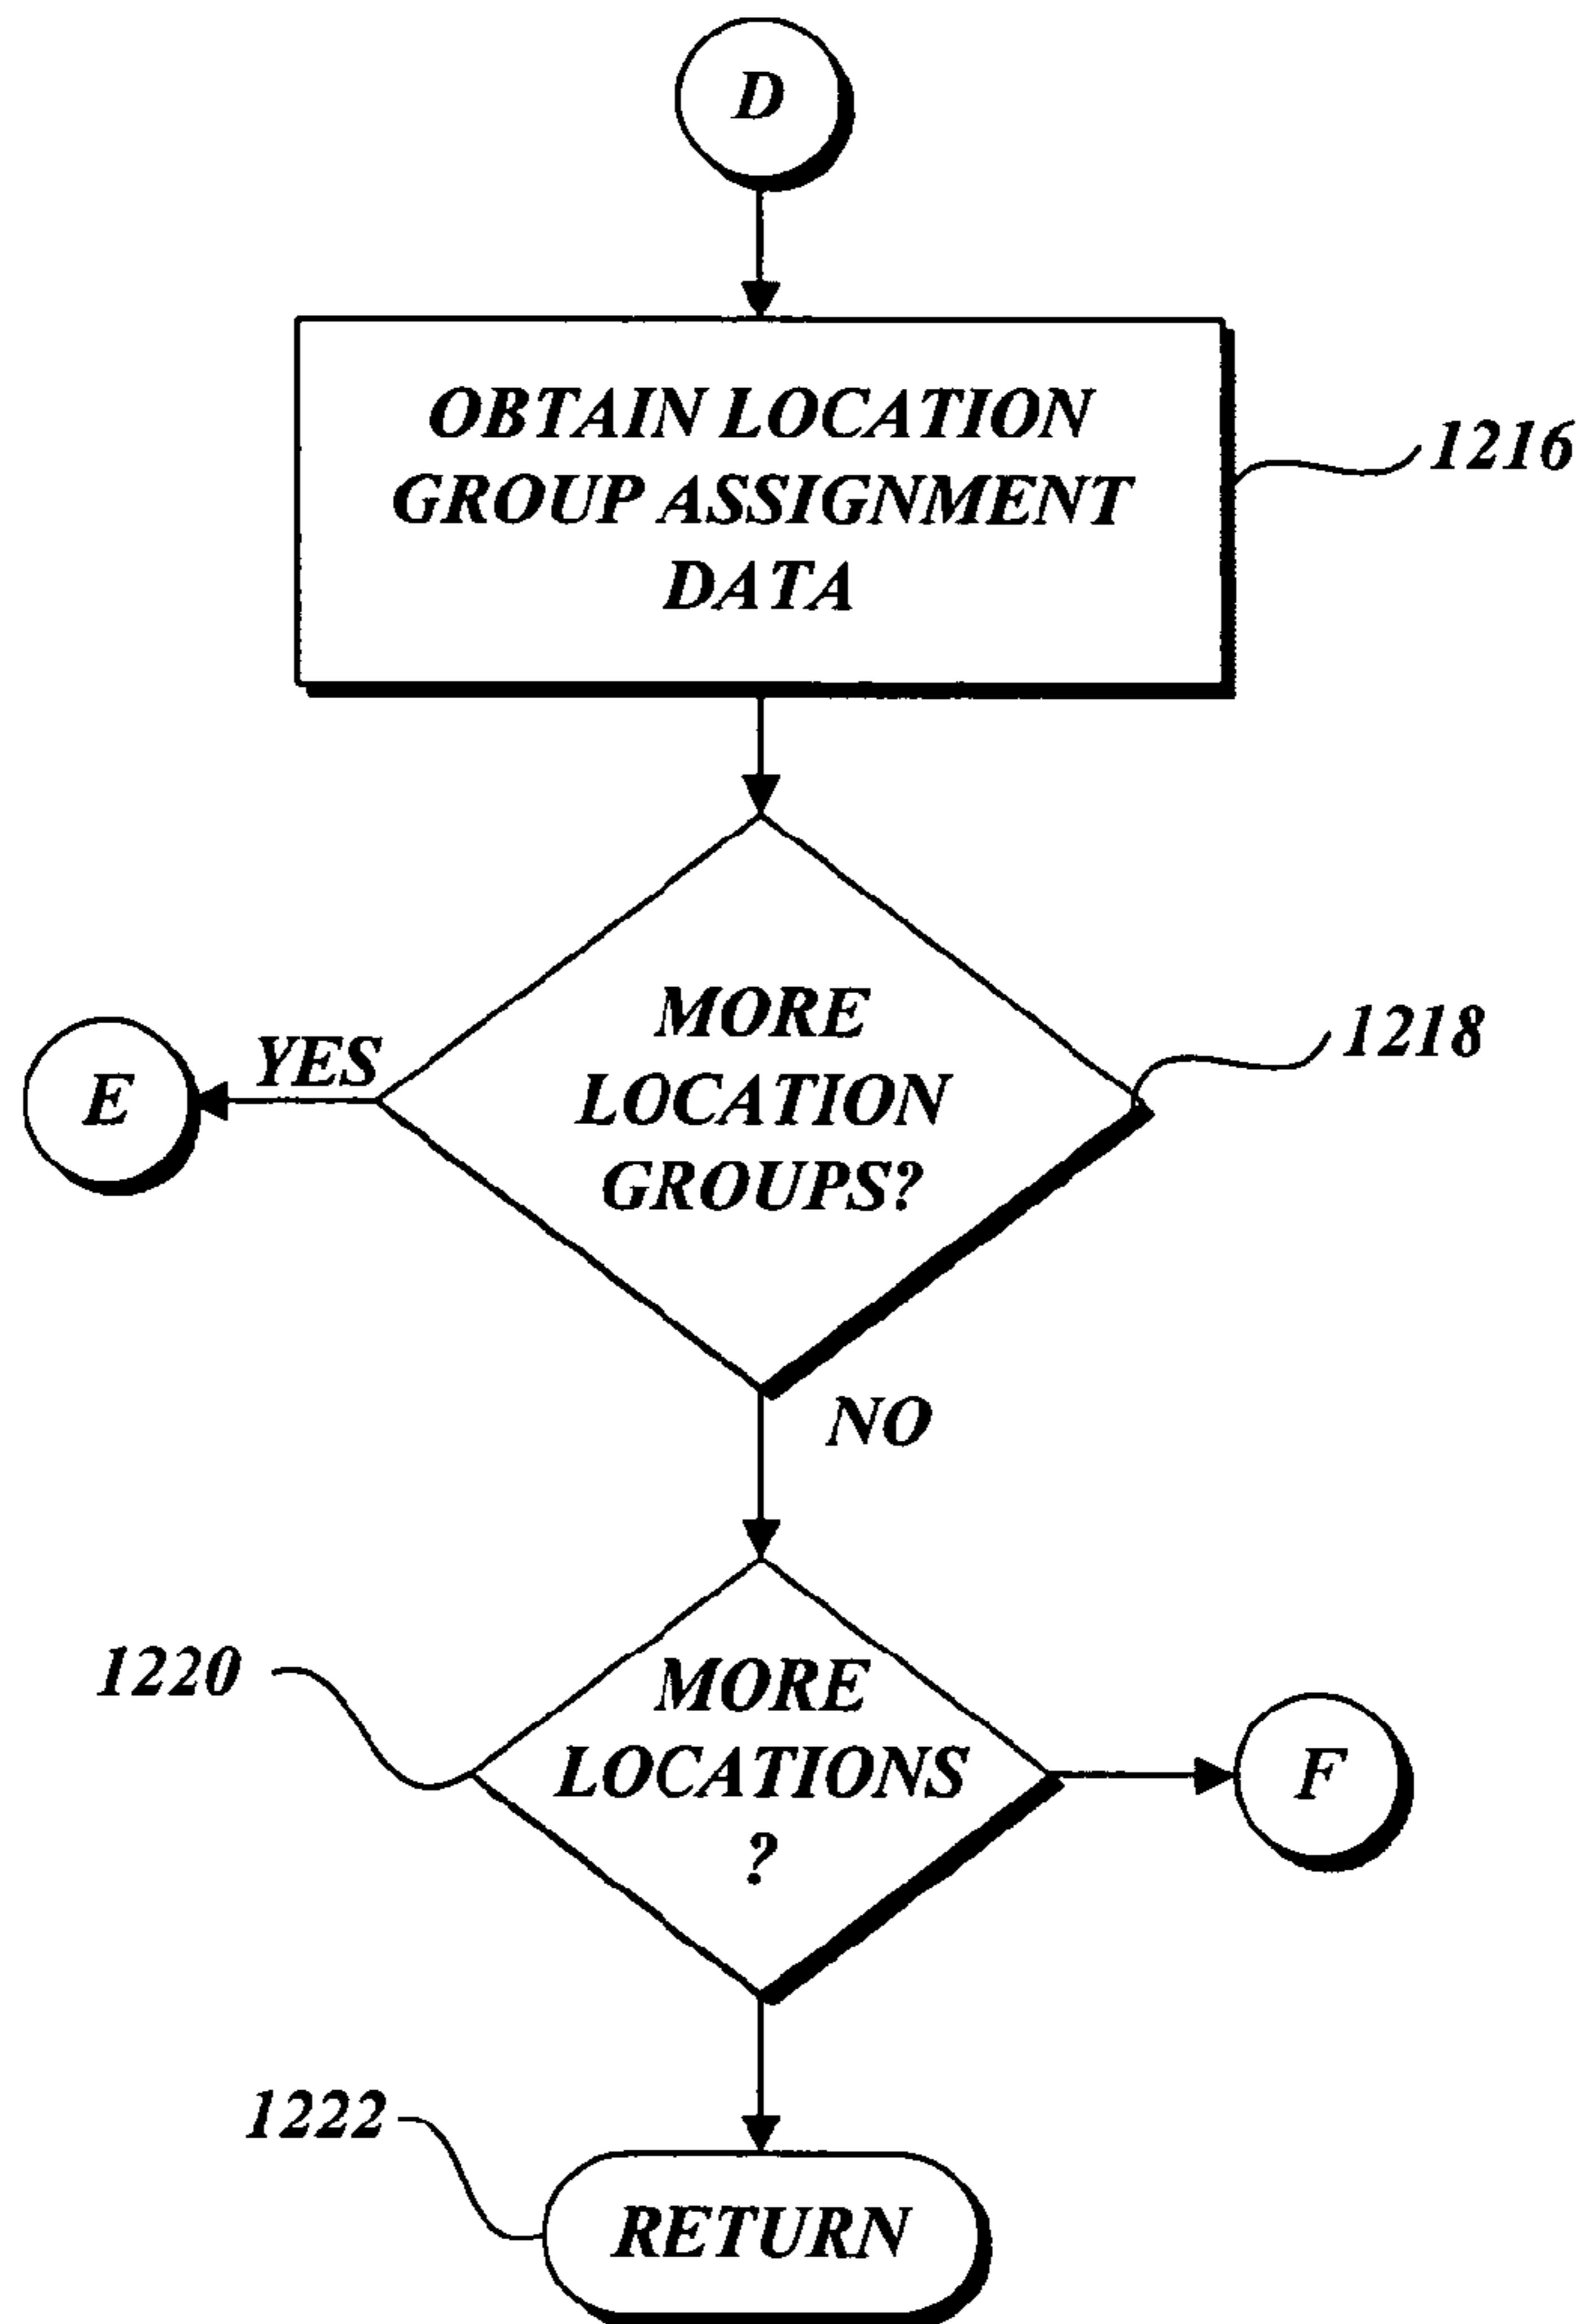 D
OBTAIN LOCATION
GROUP ASSIGNMENT
DATA
1216
MORE
LOCATION
GROUPS?
1218
YES
E
NO
MORE
LOCATIONS
?
1220
F
RETURN
1222